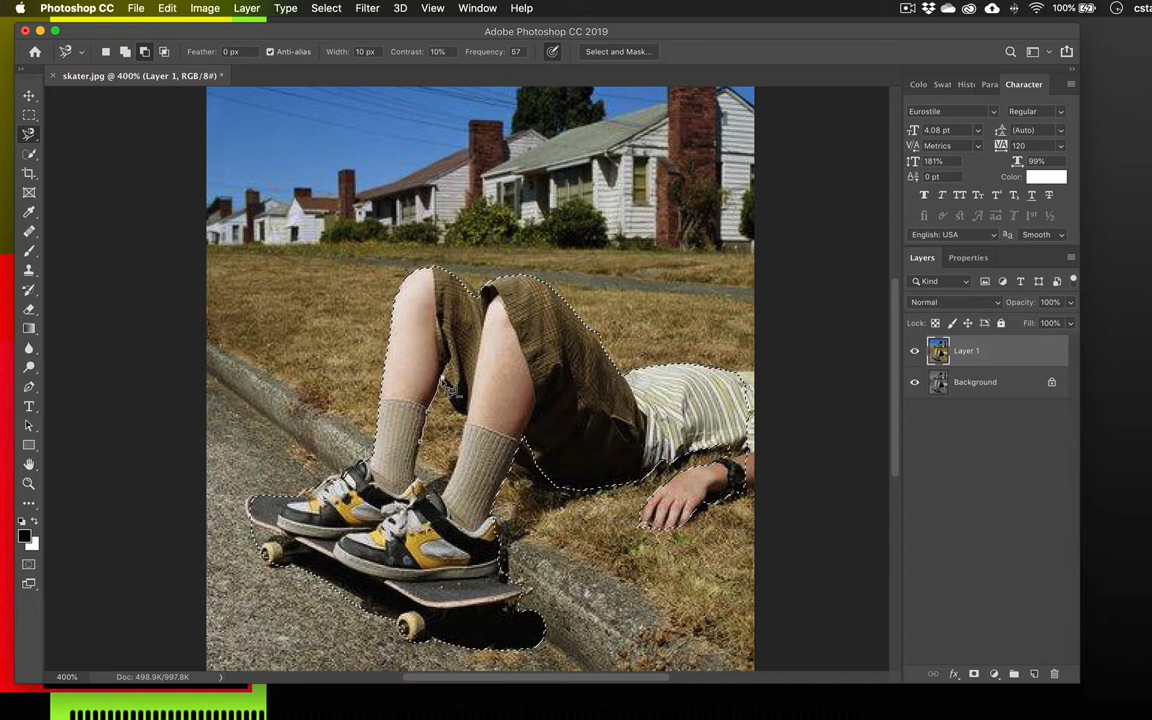 Photoshop CC File Edit Image Layer Type Select Filter 3D View Window Help 100%
Adobe Photoshop CC 2019
Feather: 0 px Anti-alias Width: 10 px Contrast: 10% Frequency: 57 Select and Mask...
skater.jpg @ 400% (Layer 1, RGB/8#) *
Colo Swat Para Character
Eurostile Regular
4.08 pt (Auto)
Metrics 120
181% 99%
0 pt Color:
English: USA Smooth
Layers Properties
Kind
Normal Opacity: 100%
Lock: Fill: 100%
Layer 1
Background
400% Doc: 498.9K/997.8K